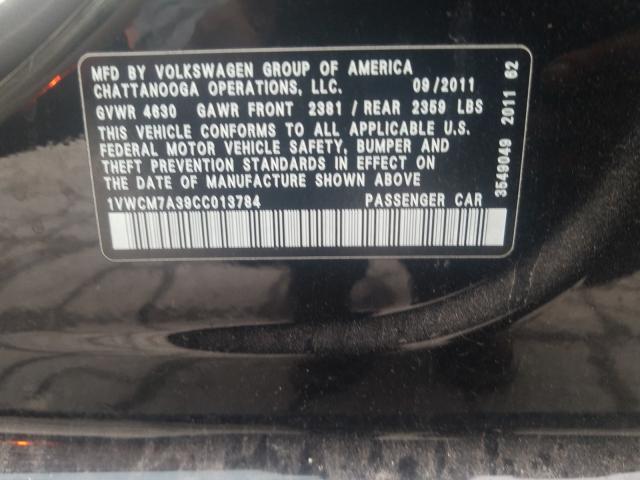 MFD BY VOLKSWAGEN GROUP OF AMERICA
CHATTANOOGA OPERATIONS, LLC. 09/2011
GVWR 4630 GAWR FRONT 2381 / REAR 2359 LBS
THIS VEHICLE CONFORMS TO ALL APPLICABLE U.S.
FEDERAL MOTOR VEHICLE SAFETY, BUMPER AND
THEFT PREVENTION STANDARDS IN EFFECT ON
THE DATE OF MANUFACTURE SHOWN ABOVE
1VWCM7A39CC013784 PASSENGER CAR
3549049 2011 62